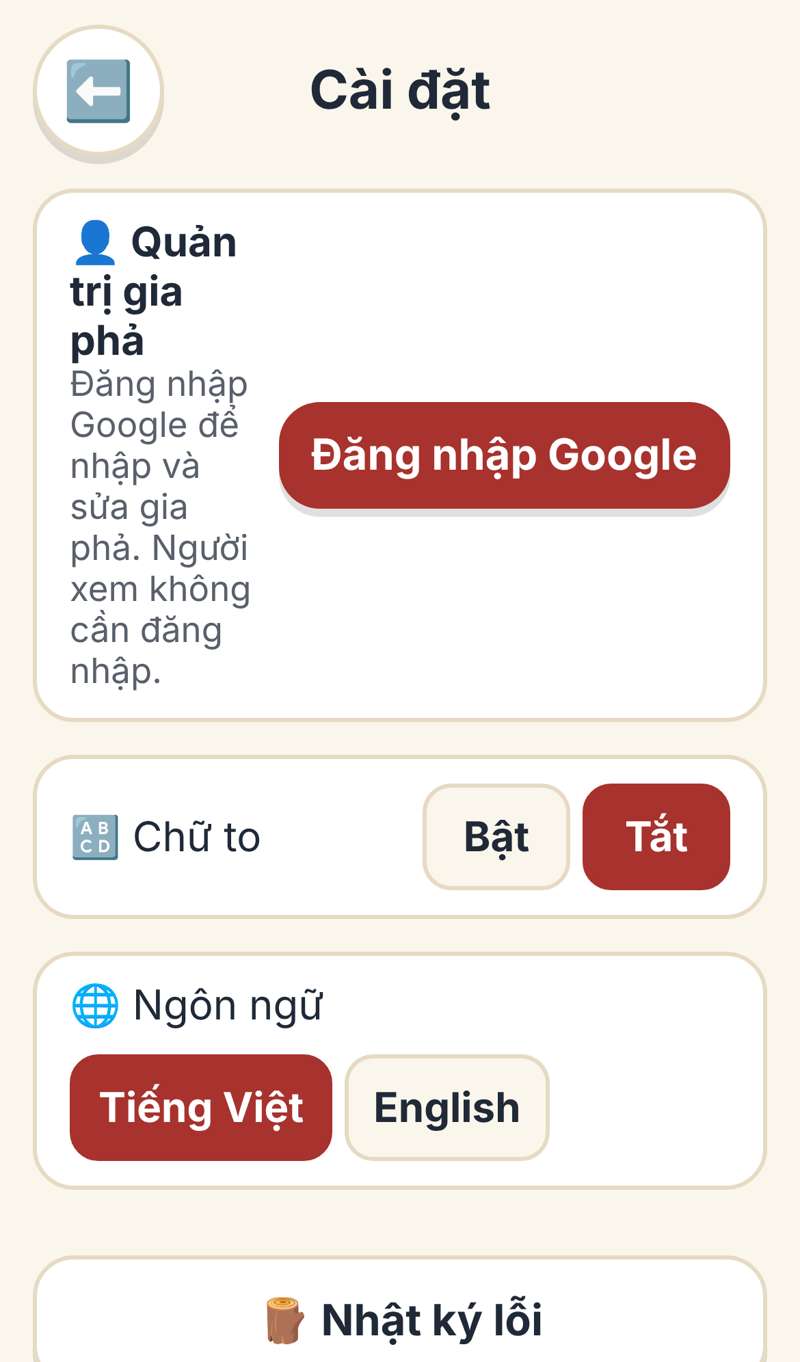 Cài đặt
Quản
trị gia
phả
Đăng nhập
Google để
nhập và
sửa gia
phả. Người
xem không
cần đăng
nhập.
Đăng nhập Google
Chữ to
Bật
Tắt
Ngôn ngữ
Tiếng Việt
English
Nhật ký lỗi